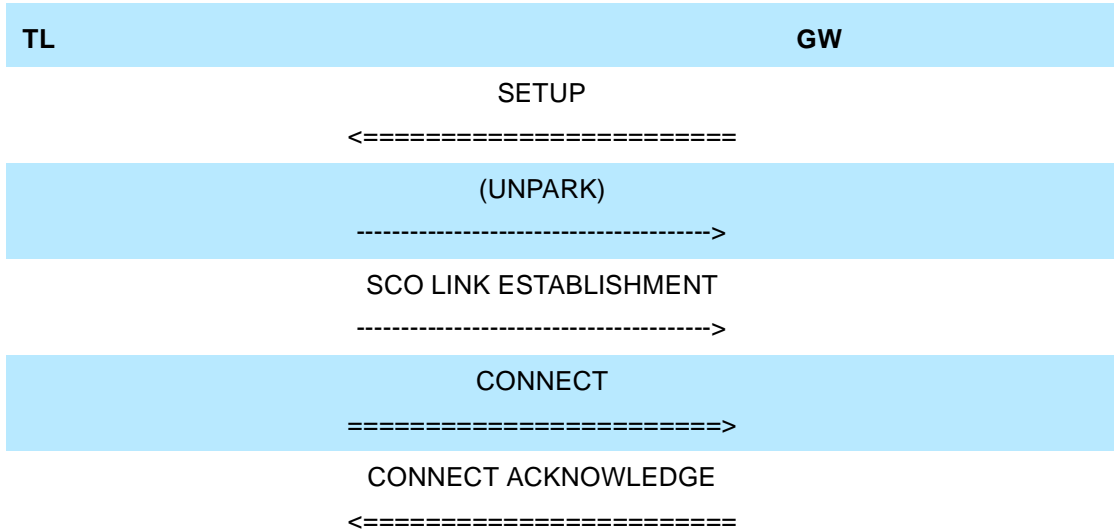 TL GW
SETUP
<========================
(UNPARK)
---------------------------------------->
SCO LINK ESTABLISHMENT
---------------------------------------->
CONNECT
========================>
CONNECT ACKNOWLEDGE
<========================